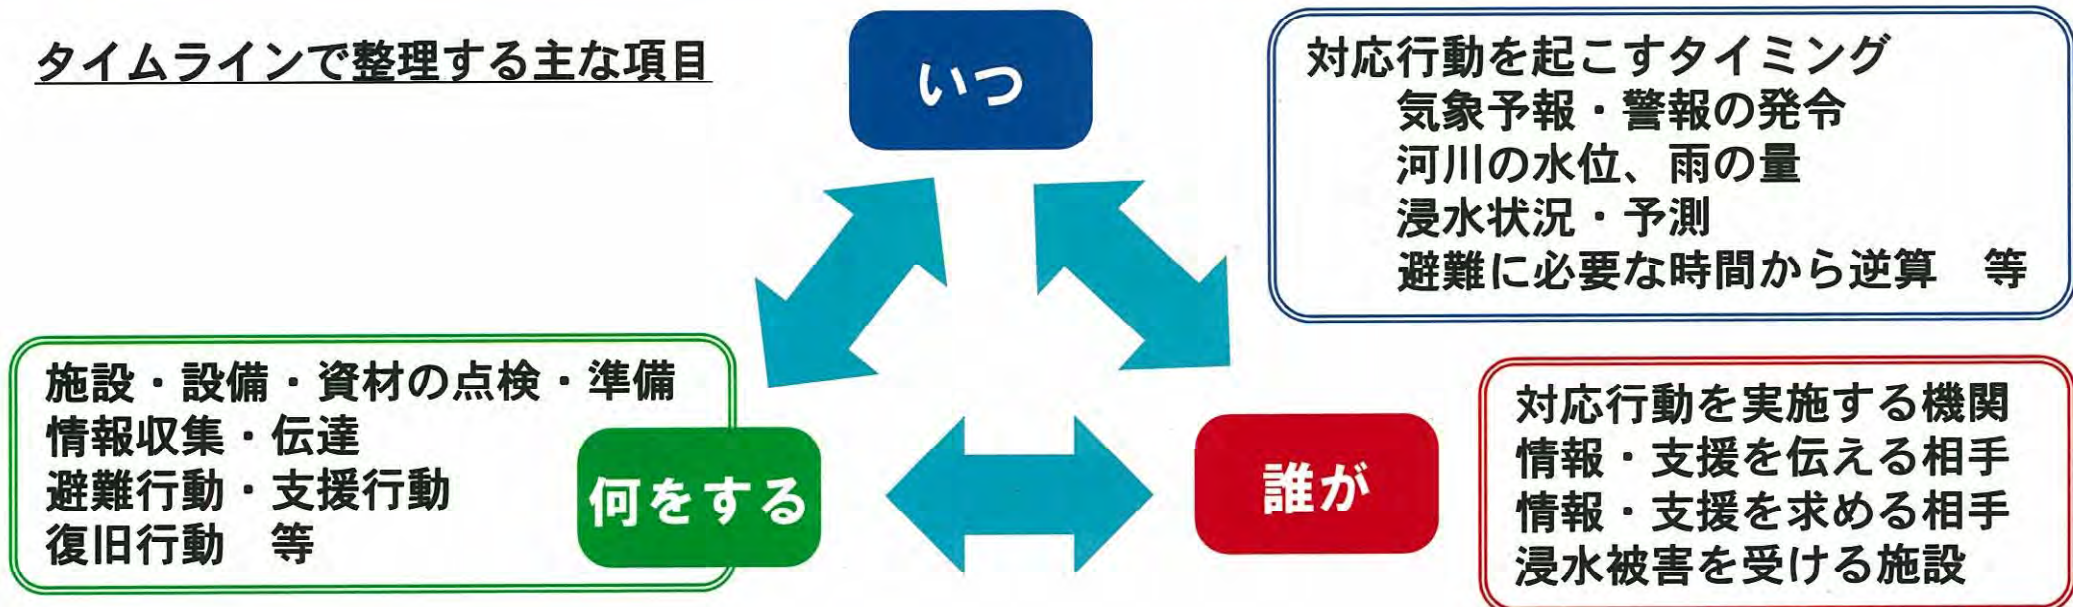 タイムラインで整理する主な項目
いつ
対応行動を起こすタイミング
気象予報・警報の発令
河川の水位、雨の量
浸水状況・予測
避難に必要な時間から逆算　等
施設・設備・資材の点検・準備
情報収集・伝達
避難行動・支援行動
復旧行動　等
何をする
誰が
対応行動を実施する機関
情報・支援を伝える相手
情報・支援を求める相手
浸水被害を受ける施設